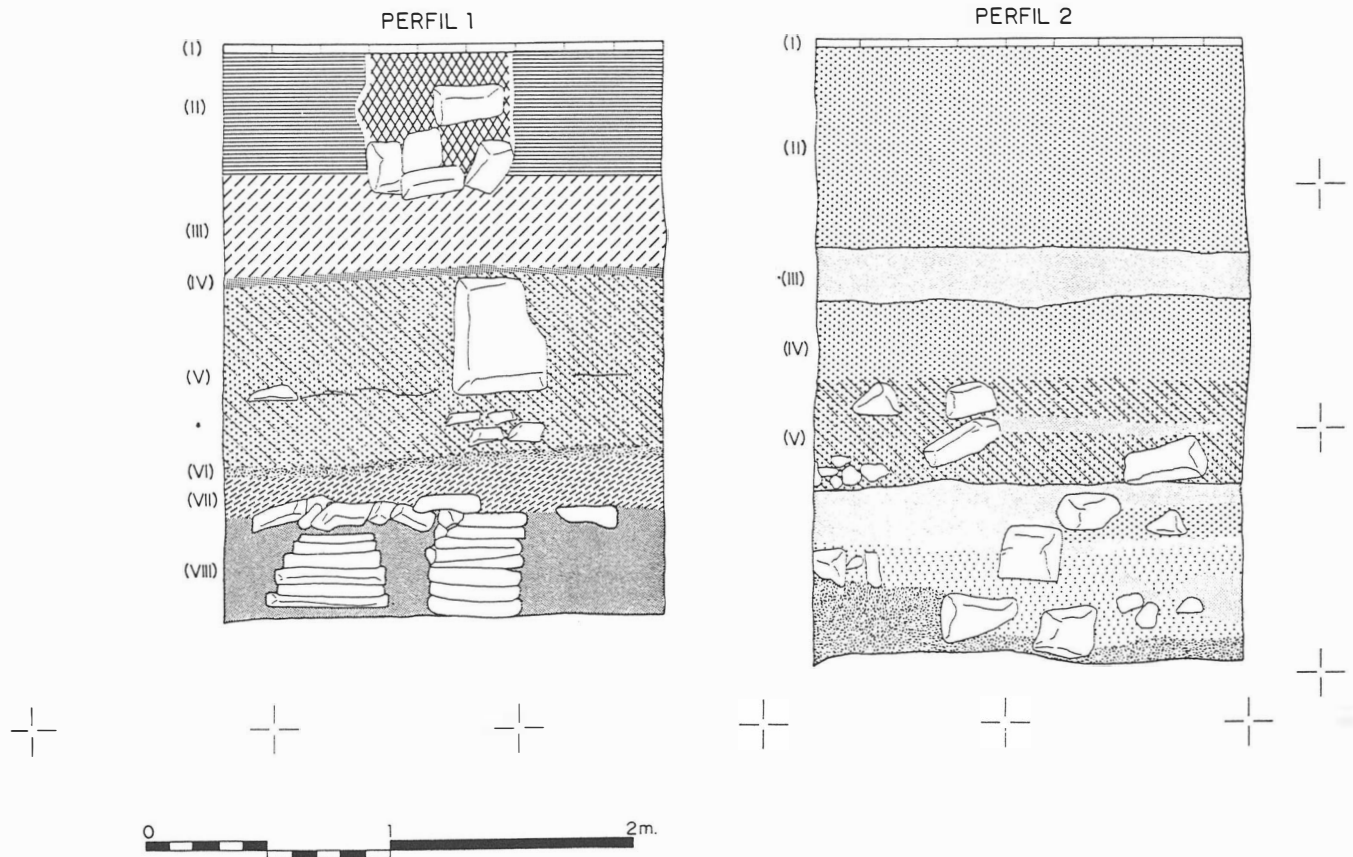 PERFIL 1
(I)
(II)
(III)
(IV)
(V)
(VI)
(VII)
(VIII)
PERFIL 2
(I)
(II)
(III)
(IV)
(V)
0 1 2m.